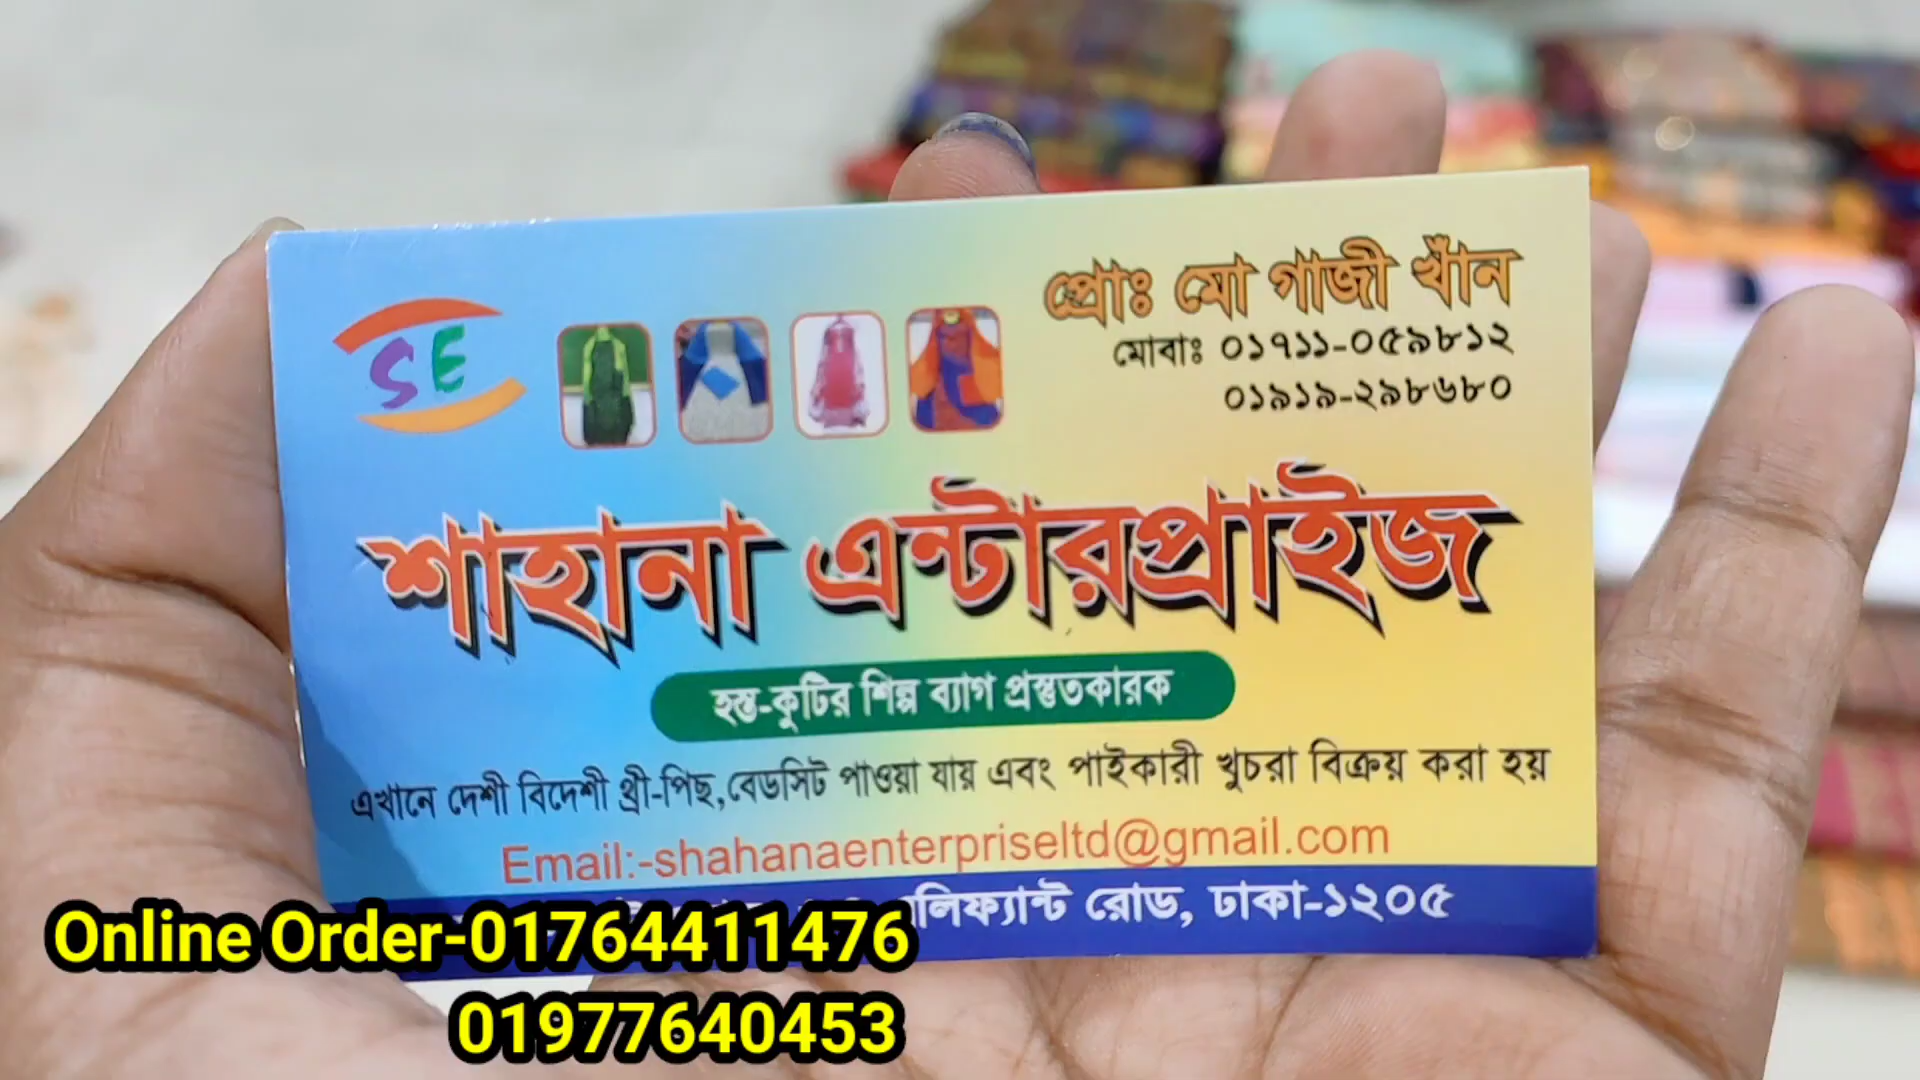 SE
প্রোঃ মো গাজী খাঁন
মোবাঃ ০১৭১১-০৫৯৮১২
০১৯১৯-২৯৮৬৮০
শাহানা এন্টারপ্রাইজ
হস্ত-কুটির শিল্প ব্যাগ প্রস্তুতকারক
এখানে দেশী বিদেশী থ্রী-পিছ,বেডসিট পাওয়া যায় এবং পাইকারী খুচরা বিক্রয় করা হয়
Email:-shahanaenterpriseltd@gmail.com
রোড, ঢাকা-১২০৫
Online Order-01764411476
01977640453